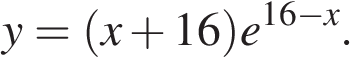 y = (x + 16)e^{16−x}.